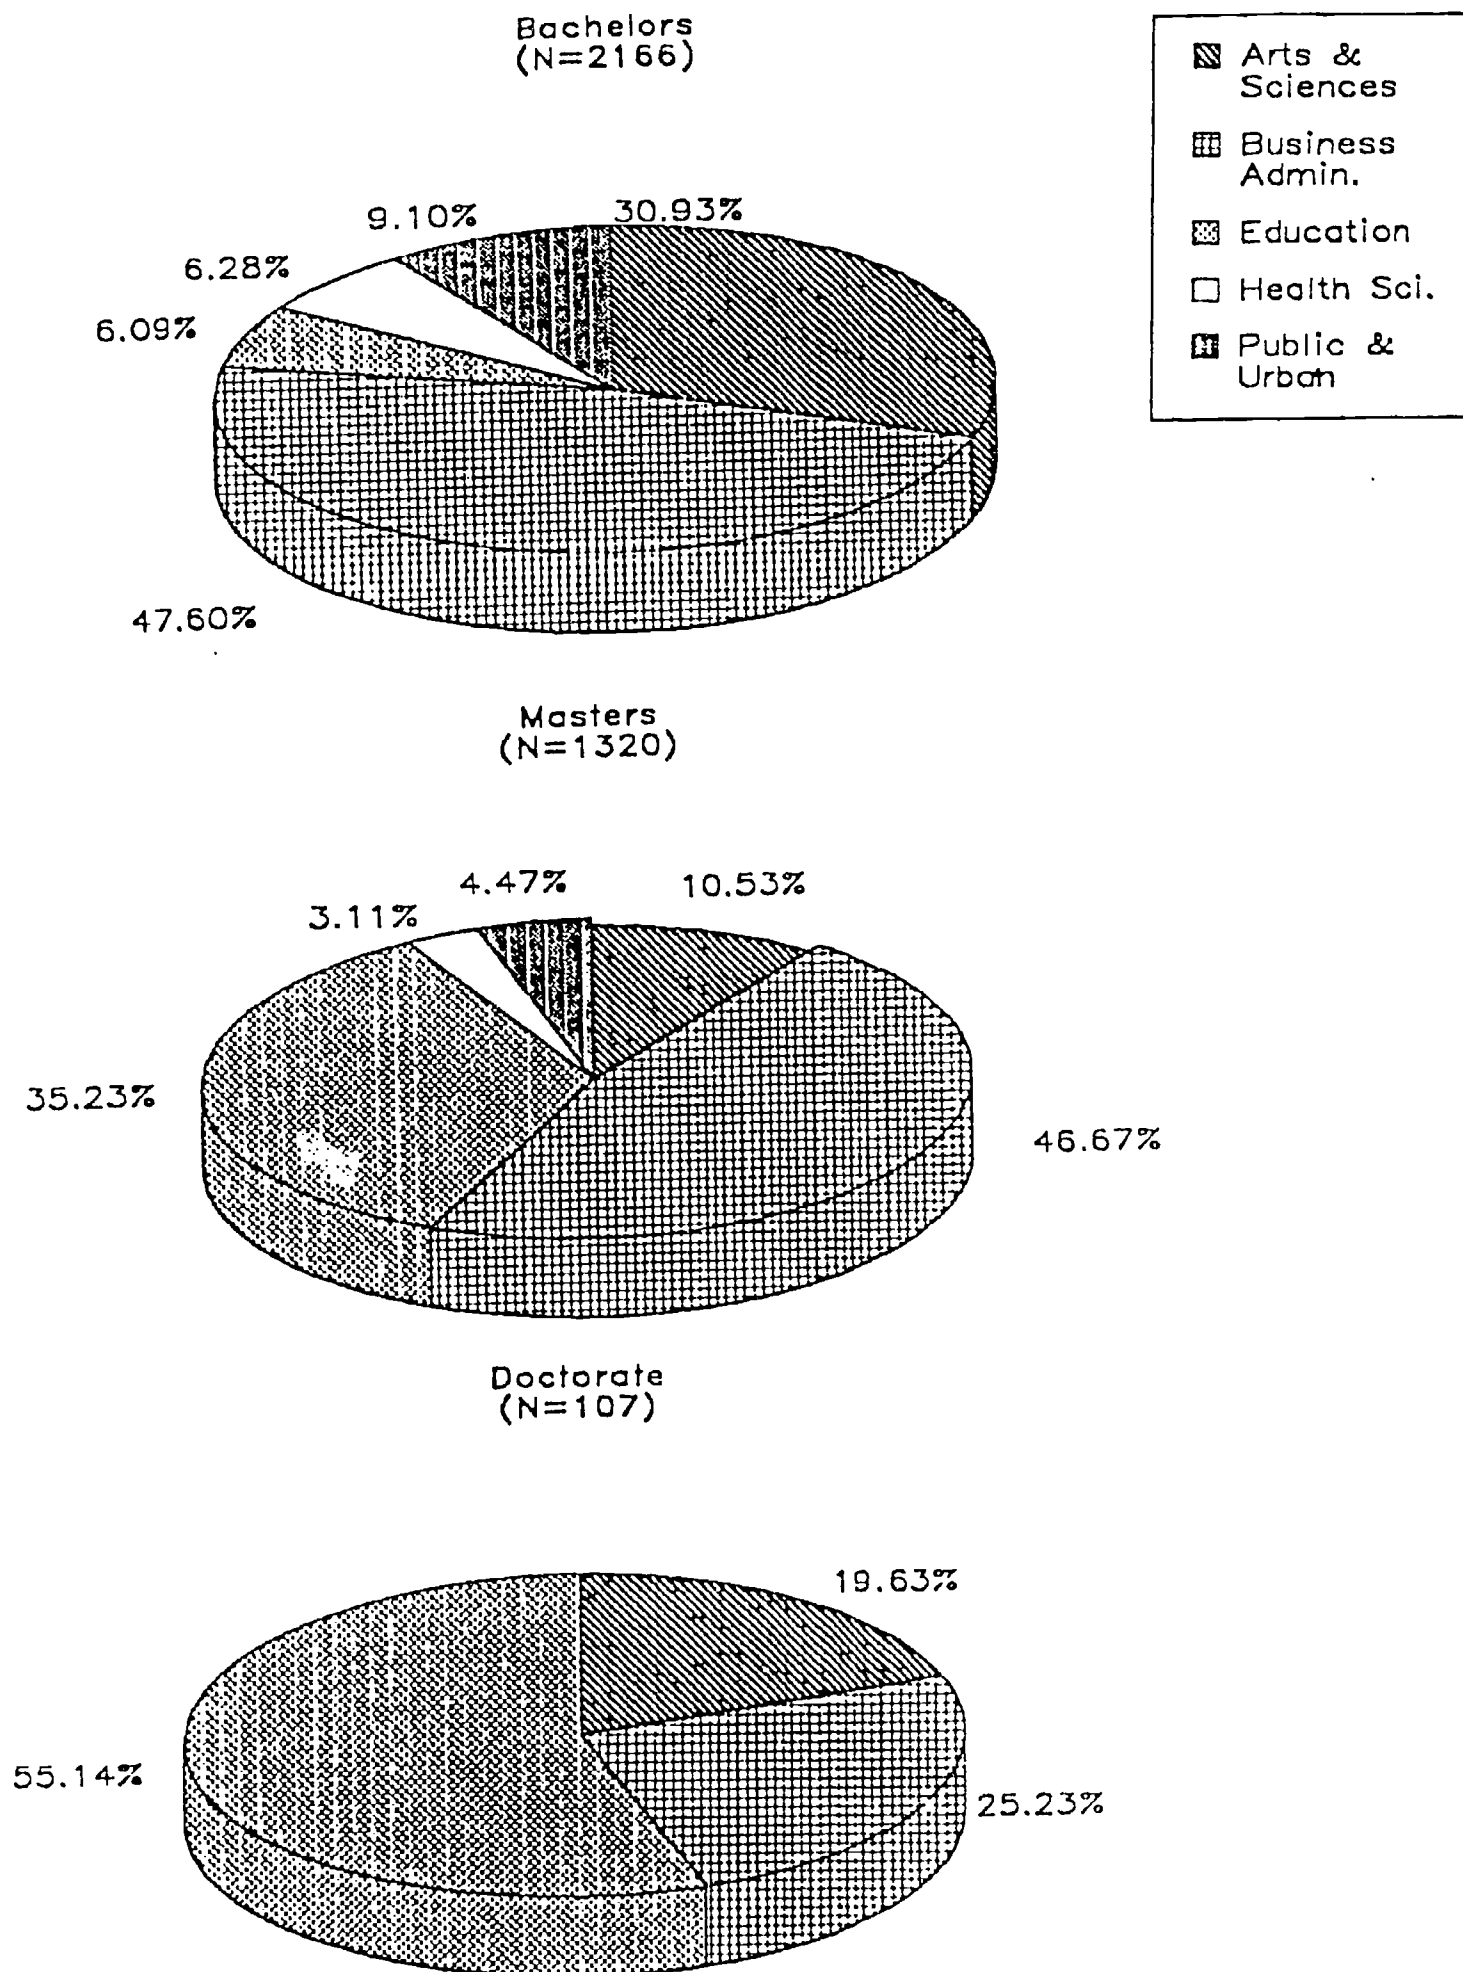 Bachelors
(N=2166)
Arts &
Sciences
Business
Admin.
Education
Health Sci.
Public &
Urban
9.10%
30.93%
6.28%
6.09%
47.60%
Masters
(N=1320)
4.47%
10.53%
3.11%
35.23%
46.67%
Doctorate
(N=107)
19.63%
55.14%
25.23%